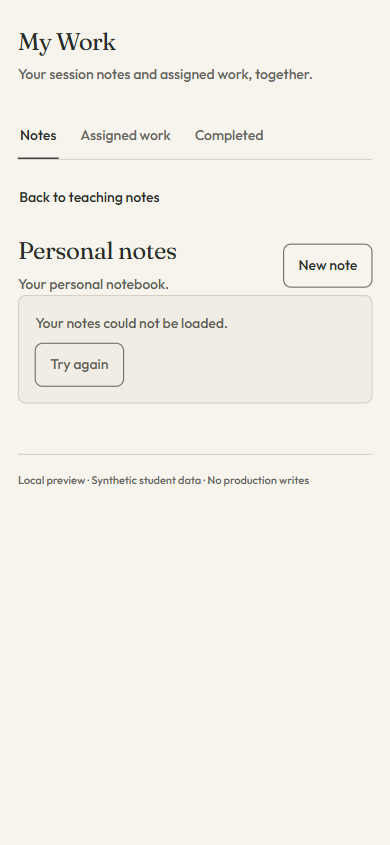 My Work
Your session notes and assigned work, together.
Notes Assigned work Completed
Back to teaching notes
Personal notes
New note
Your personal notebook.
Your notes could not be loaded.
Try again
Local preview · Synthetic student data · No production writes